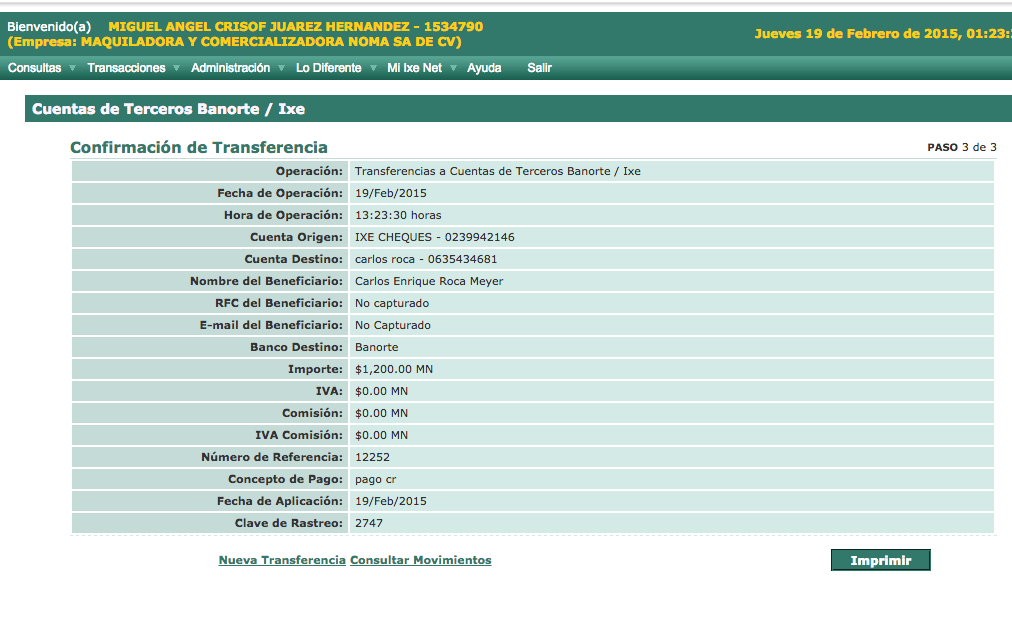 Bienvenido(a) MIGUEL ANGEL CRISOF JUAREZ HERNANDEZ - 1534790
(Empresa: MAQUILADORA Y COMERCIALIZADORA NOMA SA DE CV)
Jueves 19 de Febrero de 2015, 01:23:
Consultas Transacciones Administración Lo Diferente Mi Ixe Net Ayuda Salir
Cuentas de Terceros Banorte / Ixe
Confirmación de Transferencia PASO 3 de 3
Operación: Transferencias a Cuentas de Terceros Banorte / Ixe
Fecha de Operación: 19/Feb/2015
Hora de Operación: 13:23:30 horas
Cuenta Origen: IXE CHEQUES - 0239942146
Cuenta Destino: carlos roca - 0635434681
Nombre del Beneficiario: Carlos Enrique Roca Meyer
RFC del Beneficiario: No capturado
E-mail del Beneficiario: No Capturado
Banco Destino: Banorte
Importe: $1,200.00 MN
IVA: $0.00 MN
Comisión: $0.00 MN
IVA Comisión: $0.00 MN
Número de Referencia: 12252
Concepto de Pago: pago cr
Fecha de Aplicación: 19/Feb/2015
Clave de Rastreo: 2747
Nueva Transferencia Consultar Movimientos Imprimir